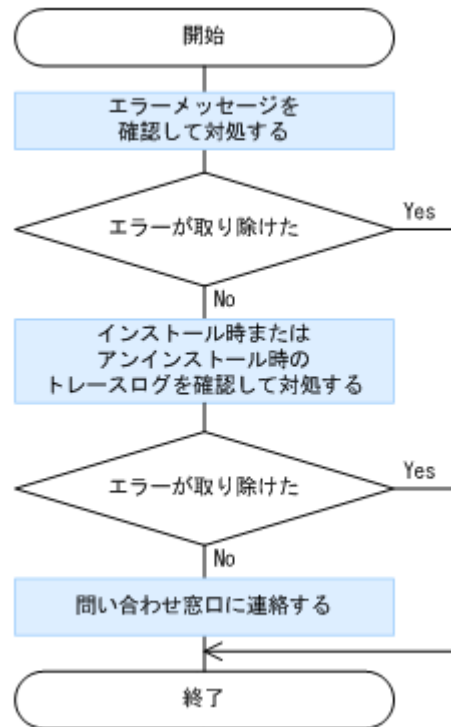 開始
エラーメッセージを
確認して対処する
エラーが取り除けた
Yes
No
インストール時または
アンインストール時の
トレースログを確認して対処する
エラーが取り除けた
Yes
No
問い合わせ窓口に連絡する
終了